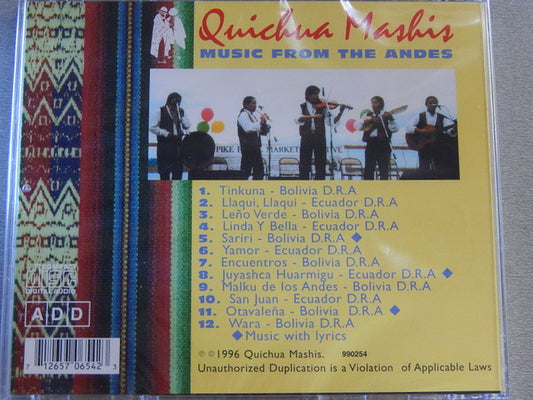 Quichua Mashis
MUSIC FROM THE ANDES
PIKE PLACE MARKET
1. Tinkuna - Bolivia D.R.A
2. Llaqui, Llaqui - Ecuador D.R.A
3. Leño Verde - Bolivia D.R.A
4. Linda Y Bella - Ecuador D.R.A
5. Sariri - Bolivia D.R.A ◆
6. Yamor - Ecuador D.R.A
7. Encuentros - Bolivia D.R.A
8. Juyashca Huarmigu - Ecuador D.R.A ◆
9. Malku de los Andes - Bolivia D.R.A
10. San Juan - Ecuador D.R.A
11. Otavaleña - Bolivia D.R.A ◆
12. Wara - Bolivia D.R.A
◆Music with lyrics
DIGITAL AUDIO
ADD
7 12657 06542 3
℗ ©1996 Quichua Mashis. 990254
Unauthorized Duplication is a Violation of Applicable Laws